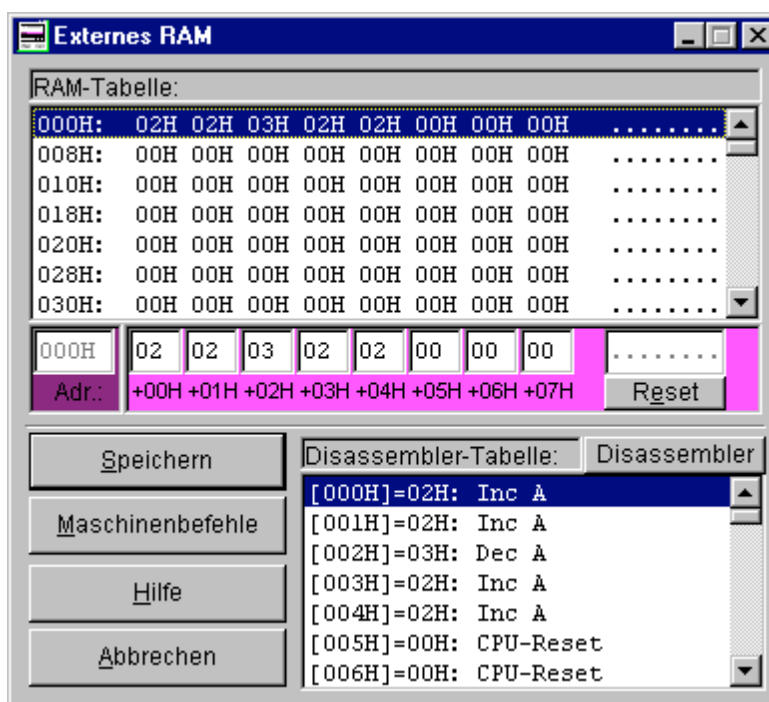 Externes RAM
RAM-Tabelle:
000H: 02H 02H 03H 02H 02H 00H 00H 00H ........
008H: 00H 00H 00H 00H 00H 00H 00H 00H ........
010H: 00H 00H 00H 00H 00H 00H 00H 00H ........
018H: 00H 00H 00H 00H 00H 00H 00H 00H ........
020H: 00H 00H 00H 00H 00H 00H 00H 00H ........
028H: 00H 00H 00H 00H 00H 00H 00H 00H ........
030H: 00H 00H 00H 00H 00H 00H 00H 00H ........
000H 02 02 03 02 02 00 00 00 ........
Adr.: +00H +01H +02H +03H +04H +05H +06H +07H Reset
Speichern
Maschinenbefehle
Hilfe
Abbrechen
Disassembler-Tabelle: Disassembler
[000H]=02H: Inc A
[001H]=02H: Inc A
[002H]=03H: Dec A
[003H]=02H: Inc A
[004H]=02H: Inc A
[005H]=00H: CPU-Reset
[006H]=00H: CPU-Reset